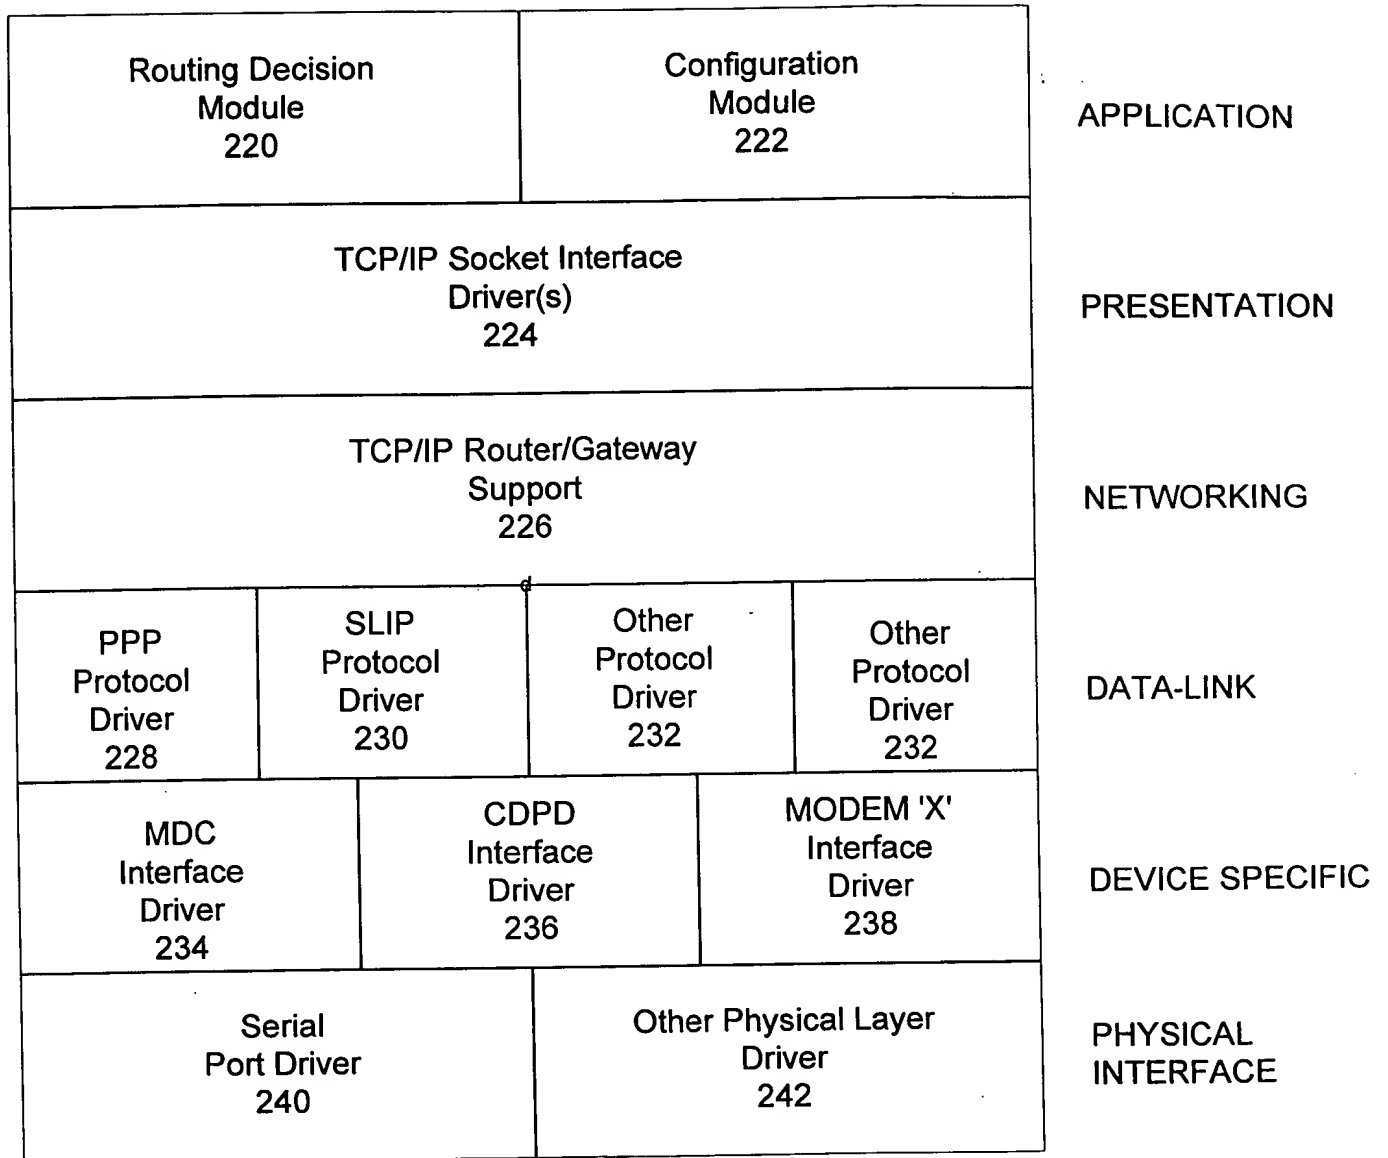 Routing Decision
Module
220
Configuration
Module
222
APPLICATION
TCP/IP Socket Interface
Driver(s)
224
PRESENTATION
TCP/IP Router/Gateway
Support
226
NETWORKING
d
PPP
Protocol
Driver
228
SLIP
Protocol
Driver
230
Other
Protocol
Driver
232
Other
Protocol
Driver
232
DATA-LINK
MDC
Interface
Driver
234
CDPD
Interface
Driver
236
MODEM 'X'
Interface
Driver
238
DEVICE SPECIFIC
Serial
Port Driver
240
Other Physical Layer
Driver
242
PHYSICAL
INTERFACE